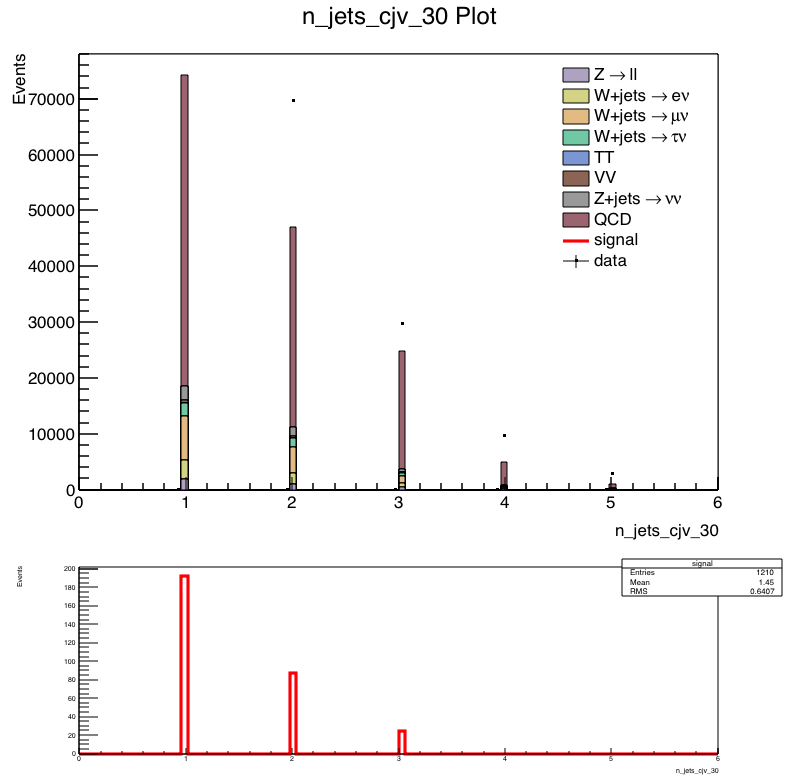 n_jets_cjv_30 Plot
Events
70000
60000
50000
40000
30000
20000
10000
0
0 1 2 3 4 5 6
n_jets_cjv_30
Z → ll
W+jets → eν
W+jets → μν
W+jets → τν
TT
VV
Z+jets → νν
QCD
signal
data
Events
200
180
160
140
120
100
80
60
40
20
0
0 1 2 3 4 5 6
n_jets_cjv_30
signal
Entries 1210
Mean 1.45
RMS 0.6407